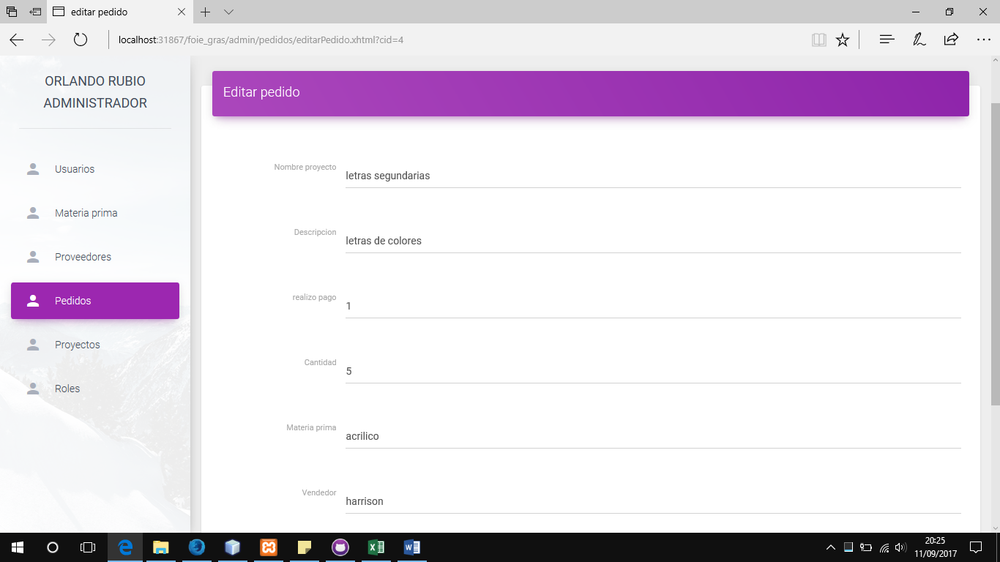 editar pedido
localhost:31867/foie_gras/admin/pedidos/editarPedido.xhtml?cid=4
ORLANDO RUBIO
ADMINISTRADOR
Usuarios
Materia prima
Proveedores
Pedidos
Proyectos
Roles
Editar pedido
Nombre proyecto
letras segundarias
Descripcion
letras de colores
realizo pago
1
Cantidad
5
Materia prima
acrilico
Vendedor
harrison
20:25
11/09/2017